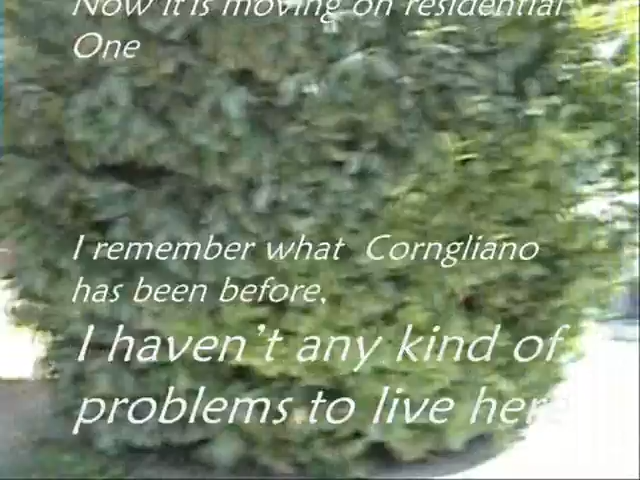 Now it is moving on residential
One
I remember what Corngliano
has been before,
I haven't any kind of
problems to live here